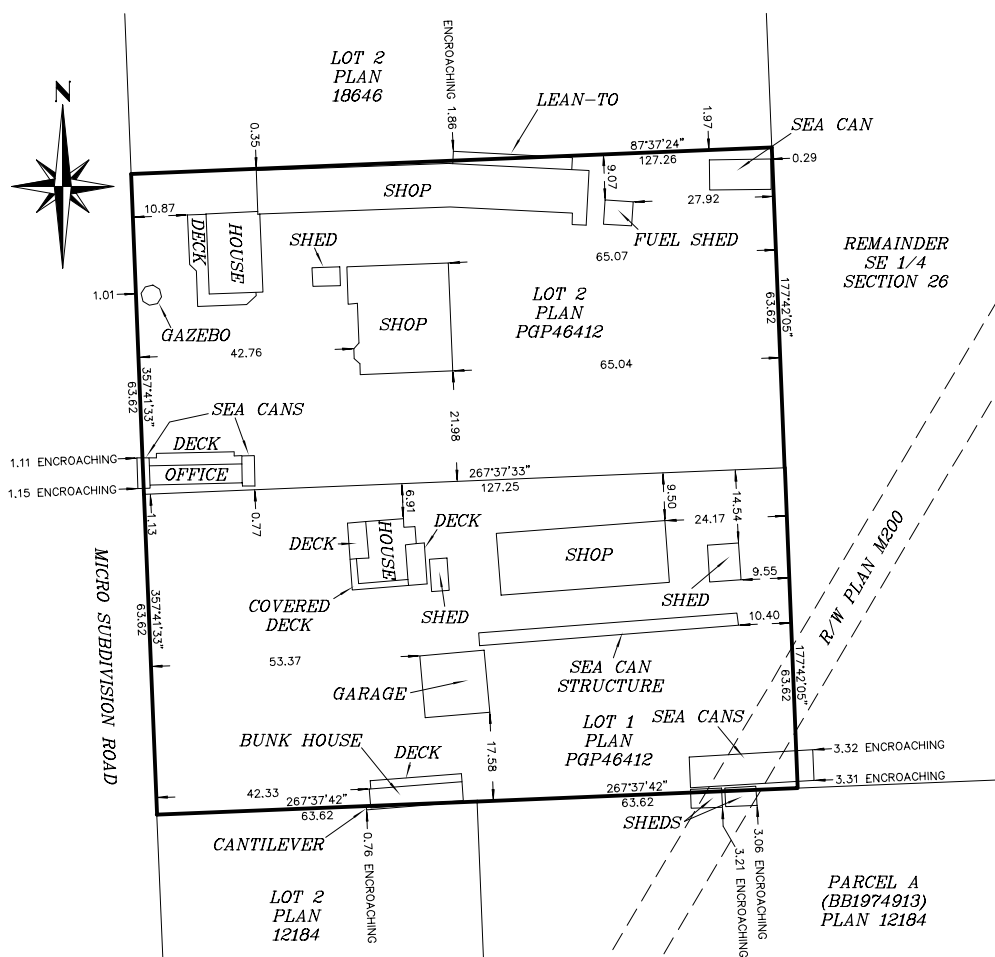 LOT 2
PLAN
18646
ENCROACHING 1.86
LEAN-TO
1.97
SEA CAN
N
0.35
87°37'24"
127.26
0.29
9.07
27.92
SHOP
10.87
DECK
HOUSE
SHED
FUEL SHED
65.07
REMAINDER
SE 1/4
SECTION 26
1.01
GAZEBO
LOT 2
PLAN
PGP46412
177°42'05"
63.62
SHOP
42.76
65.04
357°41'33"
63.62
SEA CANS
21.98
DECK
OFFICE
1.11 ENCROACHING
1.15 ENCROACHING
267°37'33"
127.25
1.13
0.77
6.91
9.50
14.54
24.17
DECK
HOUSE
DECK
SHOP
MICRO SUBDIVISION ROAD
357°41'33"
63.62
COVERED
DECK
SHED
SHED
9.55
R/W PLAN M200
10.40
53.37
SEA CAN
STRUCTURE
177°42'05"
63.62
GARAGE
LOT 1
PLAN
PGP46412
SEA CANS
BUNK HOUSE
DECK
17.58
3.32 ENCROACHING
3.31 ENCROACHING
42.33
267°37'42"
63.62
267°37'42"
63.62
SHEDS
CANTILEVER
0.76 ENCROACHING
3.21 ENCROACHING
3.06 ENCROACHING
LOT 2
PLAN
12184
PARCEL A
(BB1974913)
PLAN 12184